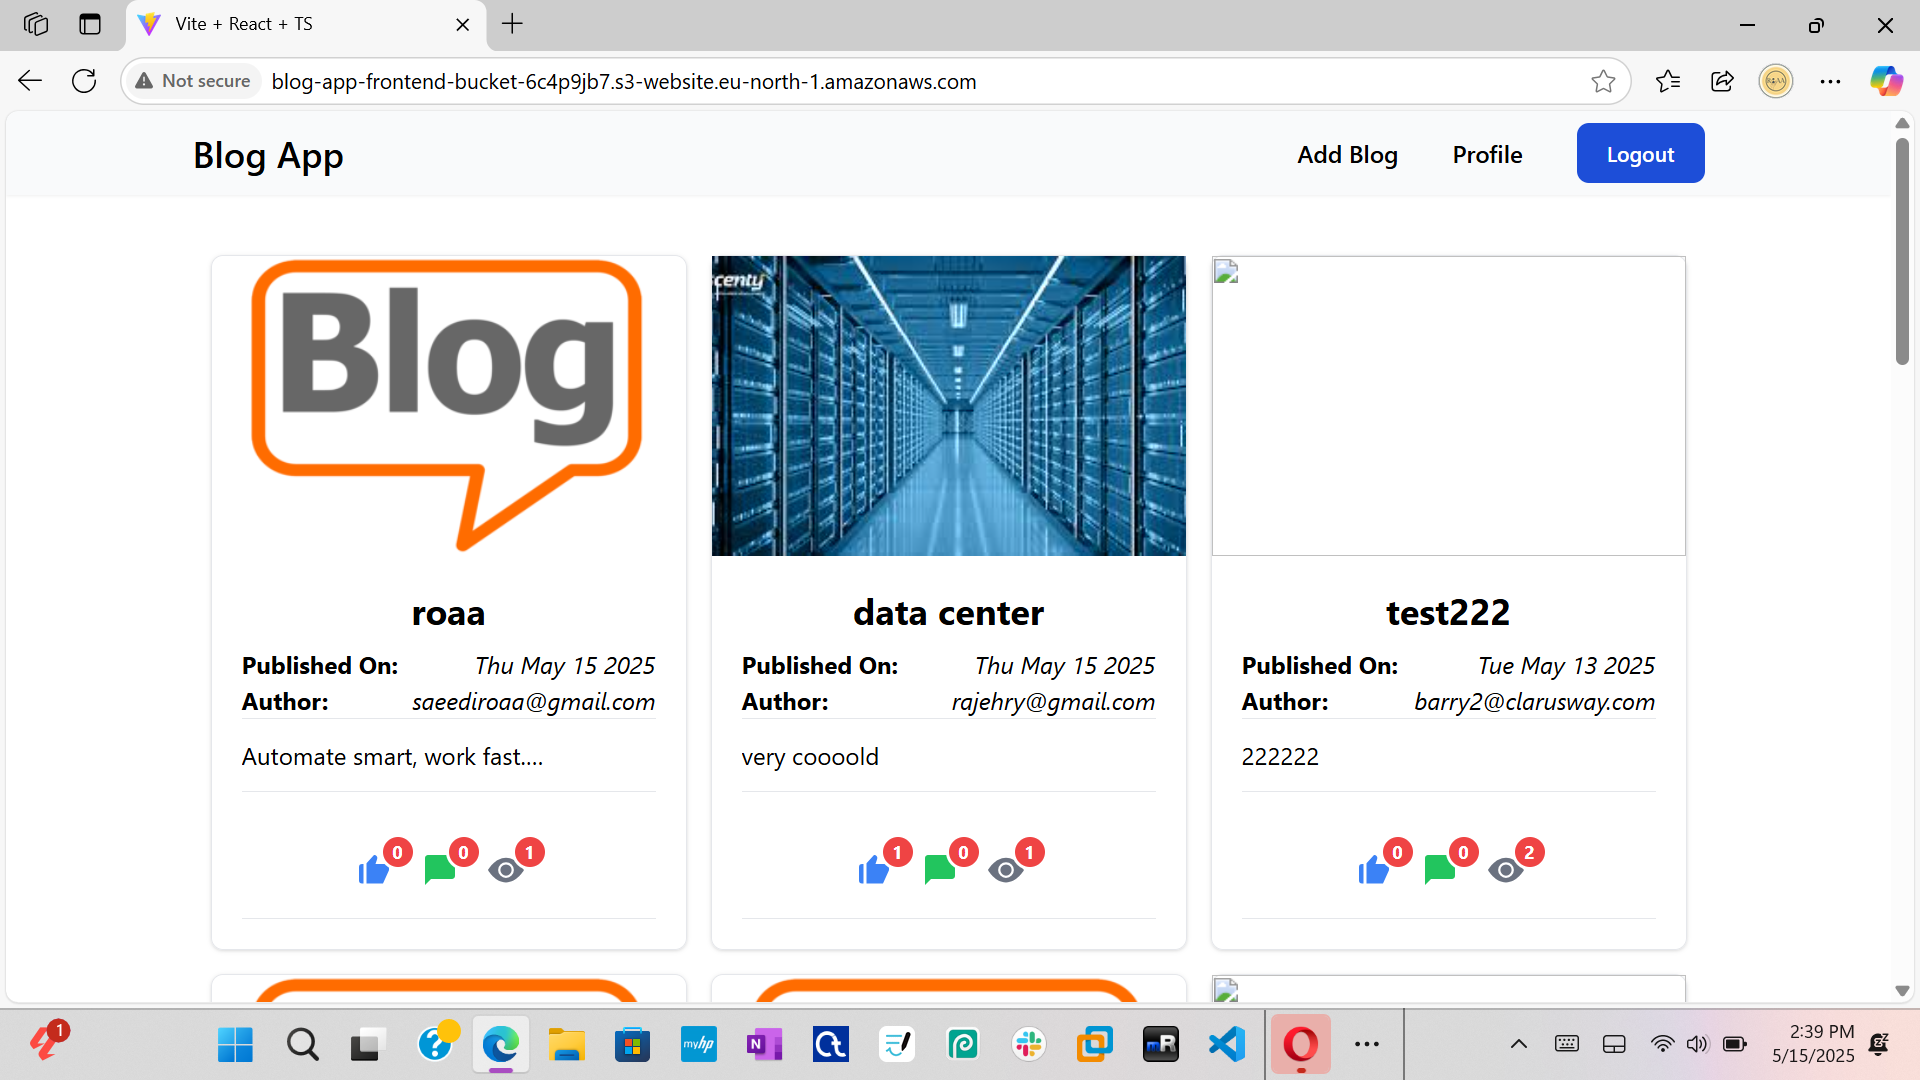 Vite + React + TS
Not secure
blog-app-frontend-bucket-6c4p9jb7.s3-website.eu-north-1.amazonaws.com
Blog App
Add Blog
Profile
Logout
Blog
roaa
Published On: Thu May 15 2025
Author: saeediroaa@gmail.com
Automate smart, work fast....
0 0 1
centy
data center
Published On: Thu May 15 2025
Author: rajehry@gmail.com
very coooold
1 0 1
test222
Published On: Tue May 13 2025
Author: barry2@clarusway.com
222222
0 0 2
1
?
myhp
N
mR
2:39 PM
5/15/2025